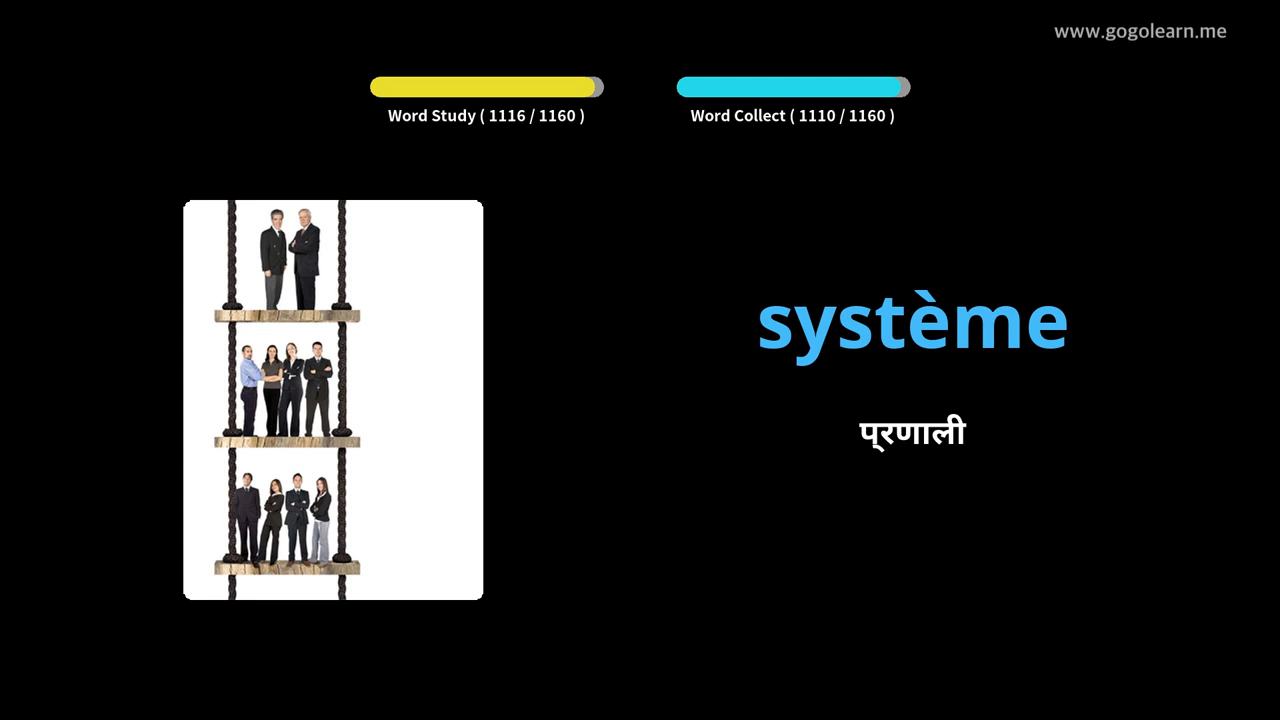 www.gogolearn.me
Word Study ( 1116 / 1160 )
Word Collect ( 1110 / 1160 )
système
प्रणाली